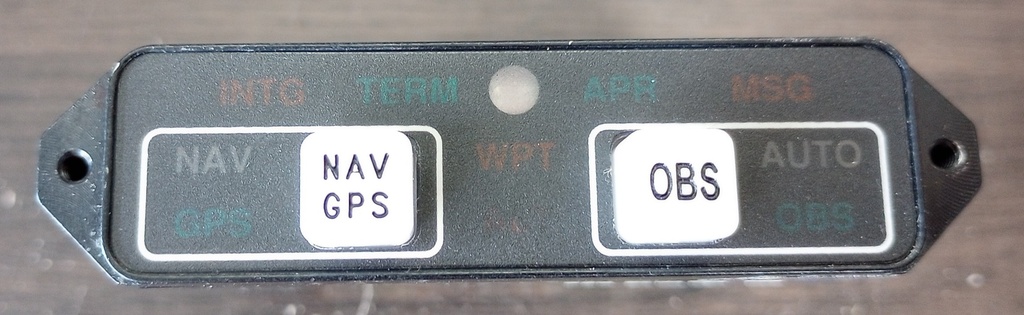 INTG TERM APR MSG
NAV
GPS
NAV
GPS
WPT
OBS
AUTO
OBS